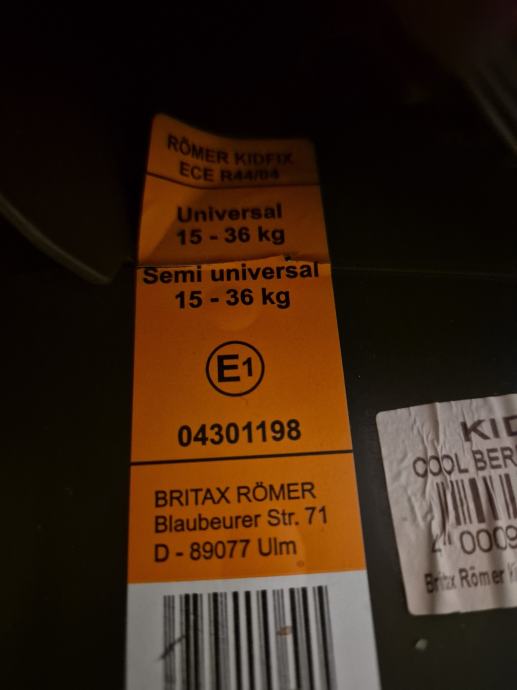 RÖMER KIDFIX
ECE R44/04
Universal
15 - 36 kg
Semi universal
15 - 36 kg
E1
04301198
BRITAX RÖMER
Blaubeurer Str. 71
D - 89077 Ulm
KID
COOL BER
0009
Britax Römer